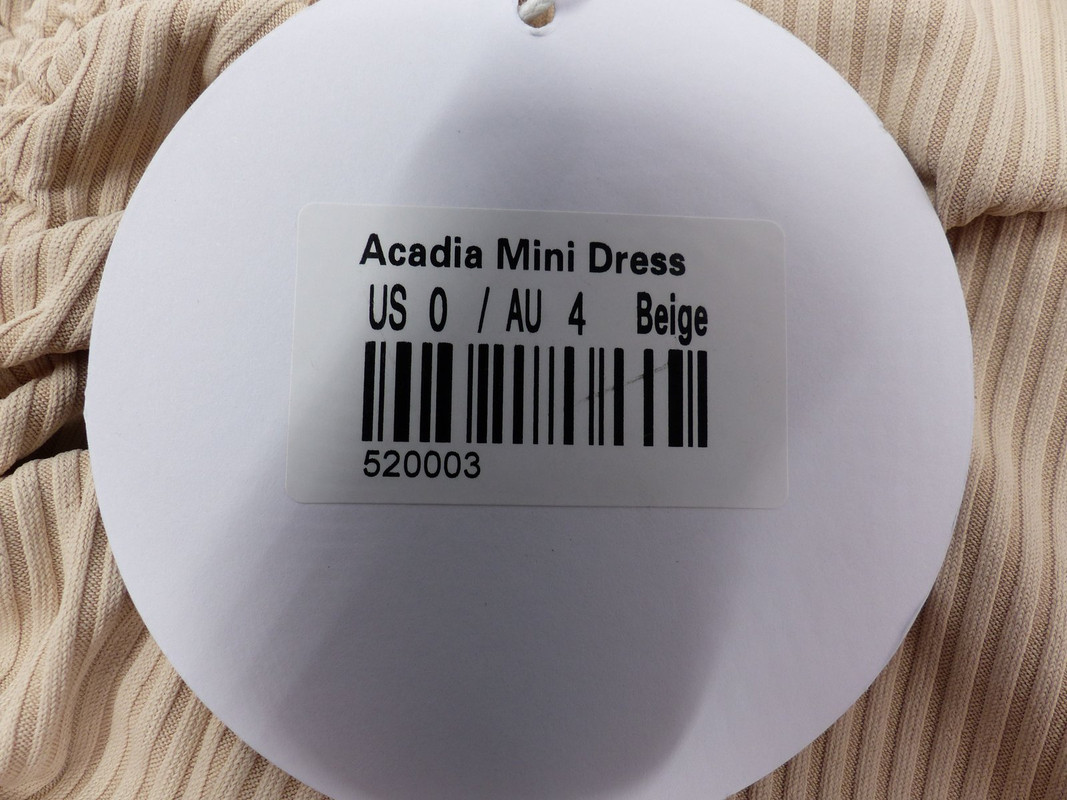 Acadia Mini Dress
US 0 / AU 4 Beige
520003